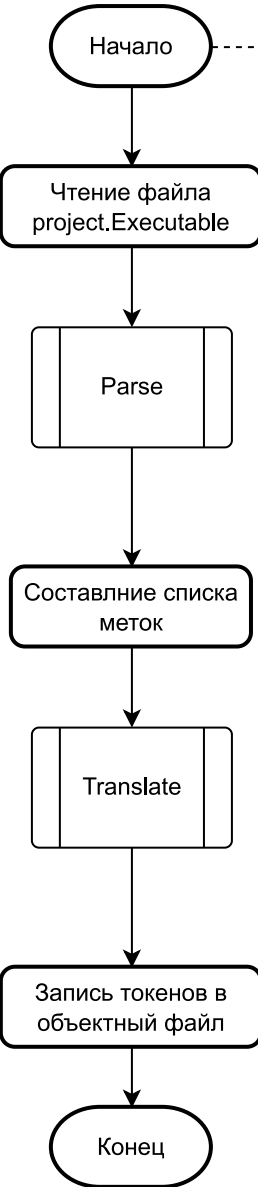 Начало
Чтение файла
project.Executable
Parse
Составлние списка
меток
Translate
Запись токенов в
объектный файл
Конец